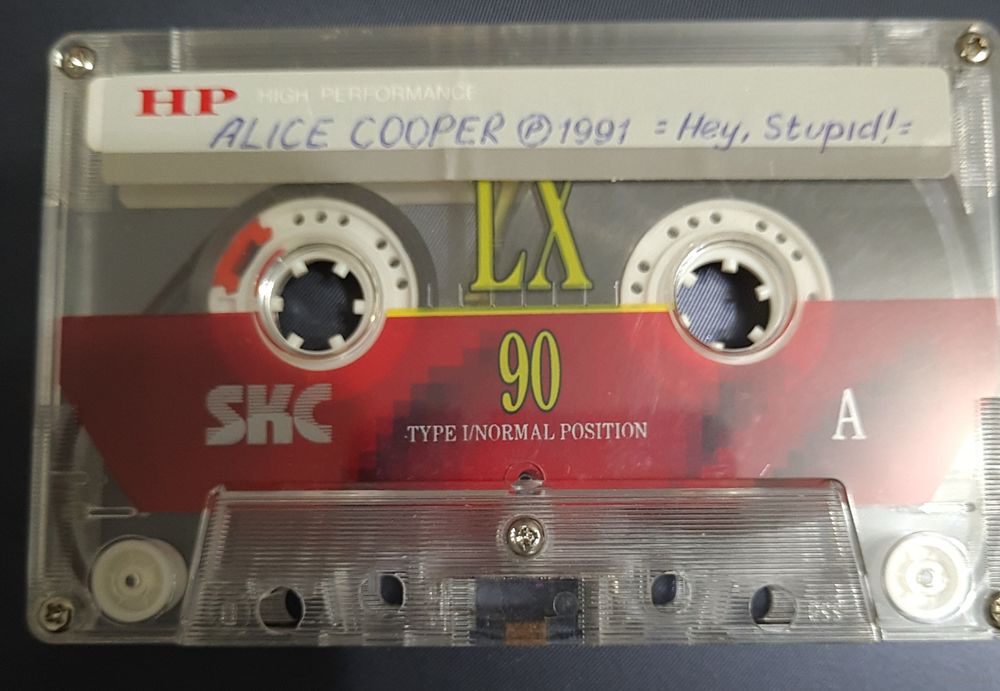 HP HIGH PERFORMANCE
ALICE COOPER Ⓟ 1991 = Hey, Stupid! =
LX
90
SKC
TYPE I/NORMAL POSITION
A